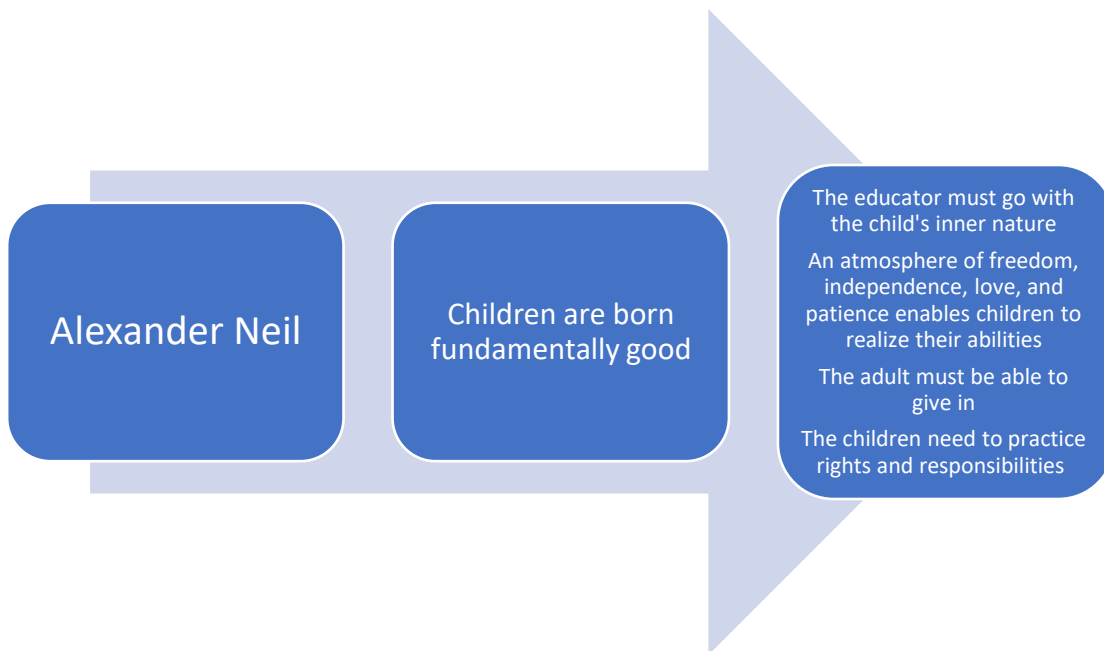 Alexander Neil
Children are born
fundamentally good
The educator must go with
the child's inner nature
An atmosphere of freedom,
independence, love, and
patience enables children to
realize their abilities
The adult must be able to
give in
The children need to practice
rights and responsibilities